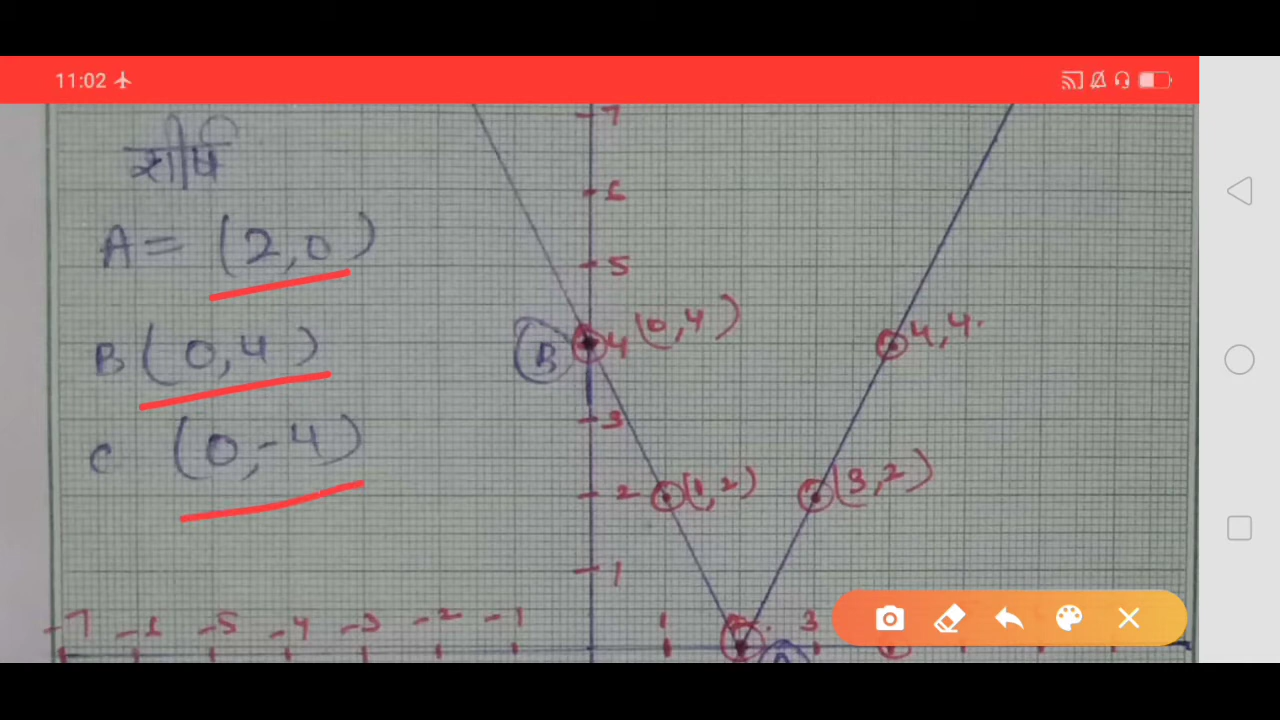 11:02
शीर्ष
A = (2,0)
B (0,4)
C (0,-4)
7
6
5
B 4 (0,4) 4,4.
3
2 (1,2) (3,2)
1
-7 -6 -5 -4 -3 -2 -1 1 2 3
A